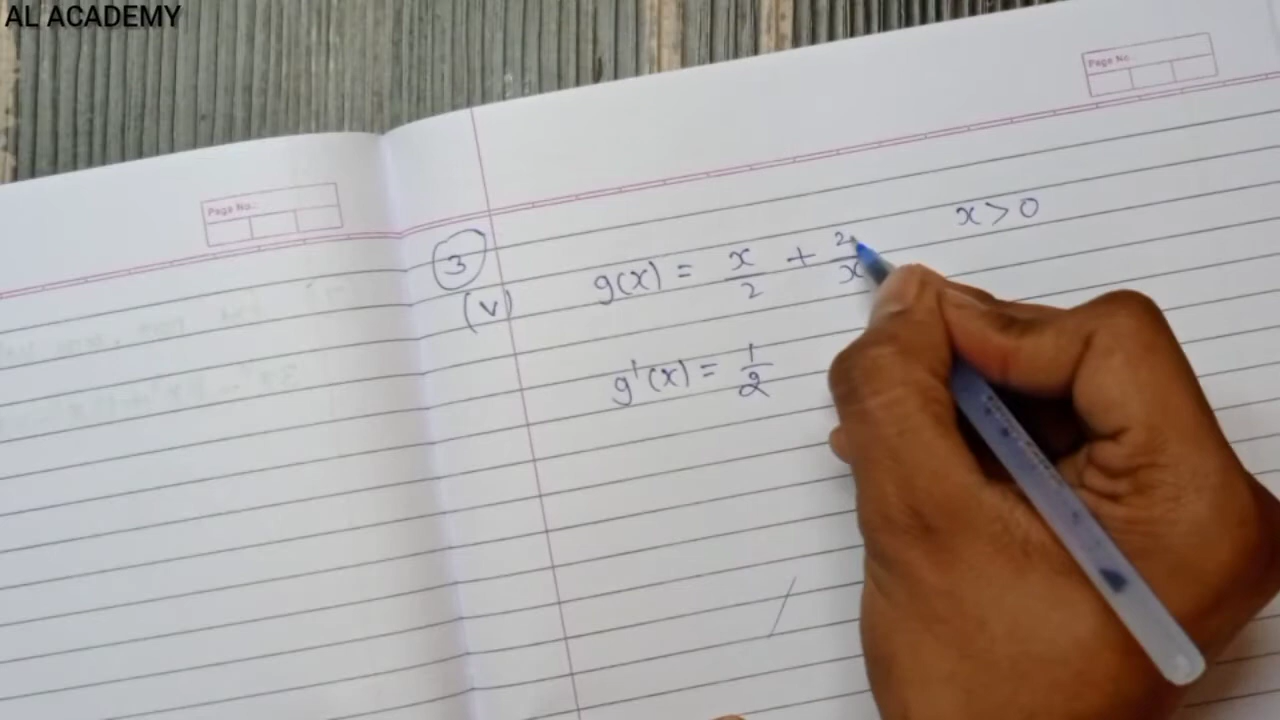 AL ACADEMY
Page No..
Page No..
3
(v) g(x) = x/2 + 2/x x > 0
g'(x) = 1/2